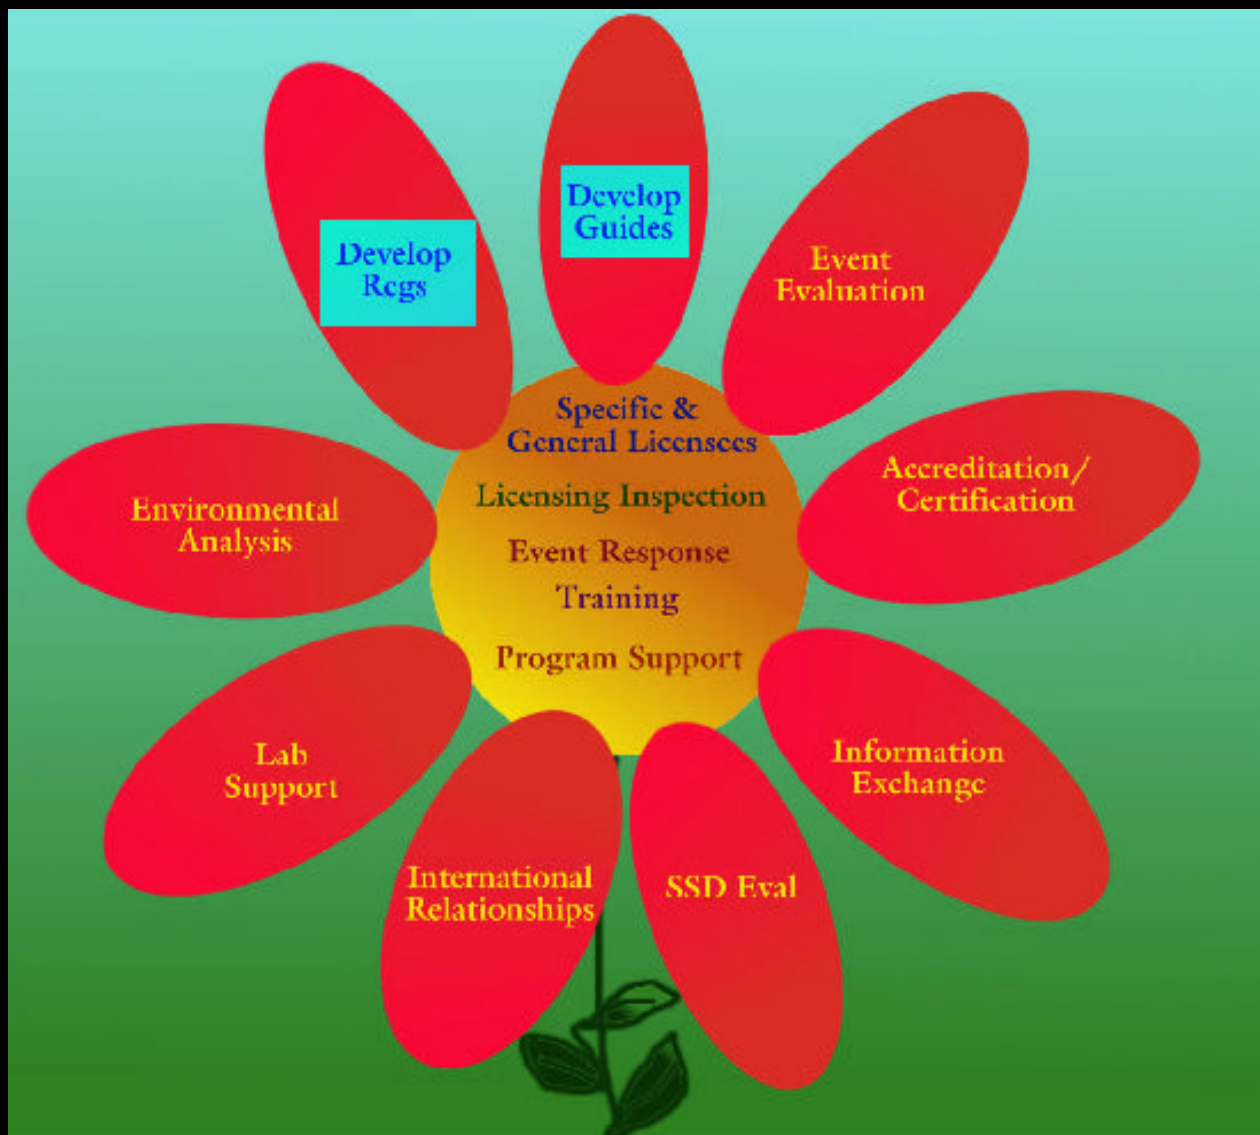 Develop
Guides
Develop
Regs
Event
Evaluation
Specific &
General Licensees
Accreditation/
Certification
Licensing Inspection
Environmental
Analysis
Event Response
Training
Program Support
Information
Exchange
Lab
Support
International
Relationships
SSD Eval